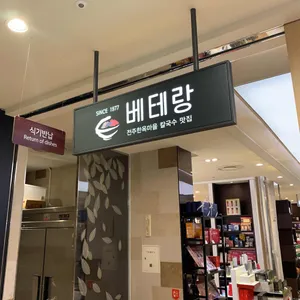 식기반납
Return of dishes
SINCE 1977
베테랑
전주한옥마을 칼국수 맛집